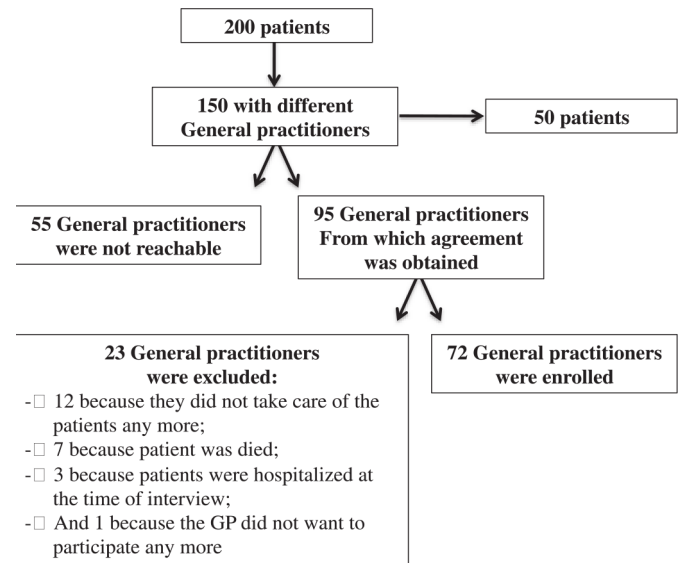 200 patients
150 with different
General practitioners
50 patients
55 General practitioners
were not reachable
95 General practitioners
From which agreement
was obtained
23 General practitioners
were excluded:
-□ 12 because they did not take care of the
patients any more;
-□ 7 because patient was died;
-□ 3 because patients were hospitalized at
the time of interview;
-□ And 1 because the GP did not want to
participate any more
72 General practitioners
were enrolled